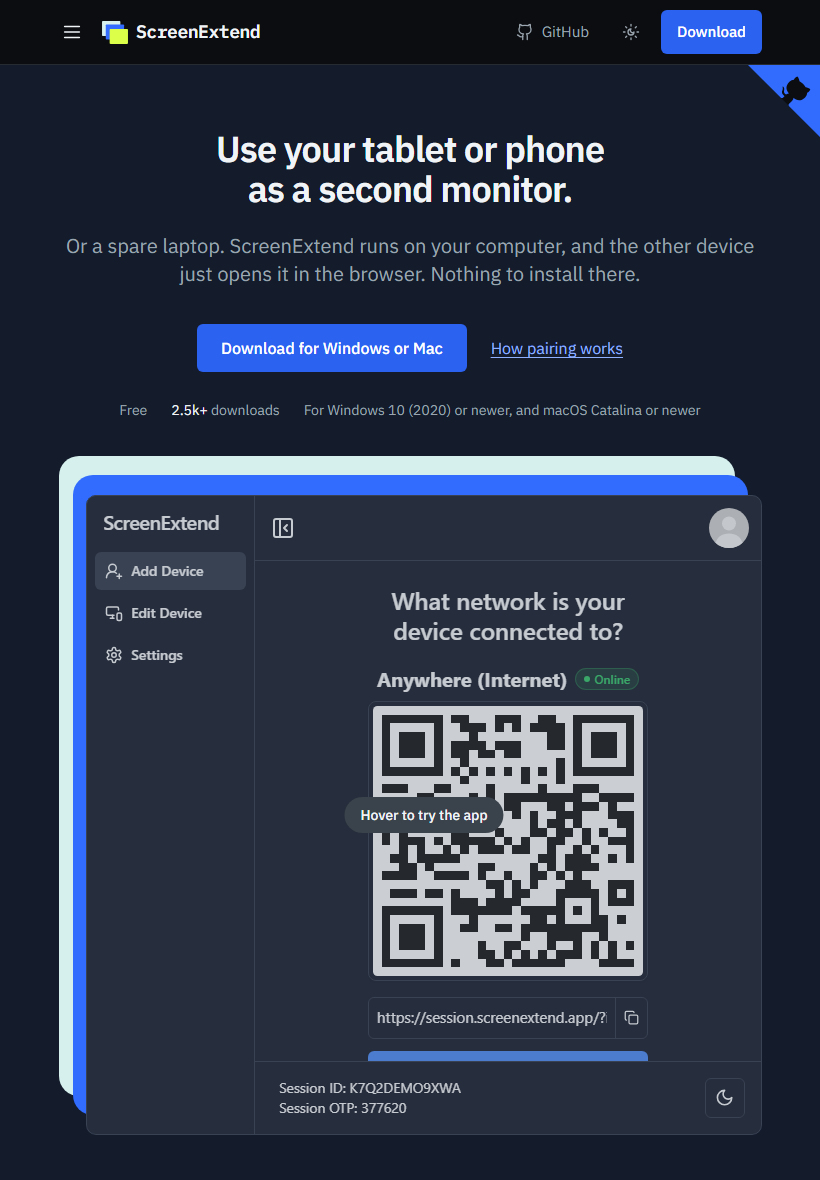 ScreenExtend
GitHub
Download
Use your tablet or phone
as a second monitor.
Or a spare laptop. ScreenExtend runs on your computer, and the other device
just opens it in the browser. Nothing to install there.
Download for Windows or Mac
How pairing works
Free
2.5k+ downloads
For Windows 10 (2020) or newer, and macOS Catalina or newer
ScreenExtend
Add Device
Edit Device
Settings
What network is your
device connected to?
Anywhere (Internet)
Online
Hover to try the app
https://session.screenextend.app/?i
Session ID: K7Q2DEMO9XWA
Session OTP: 377620